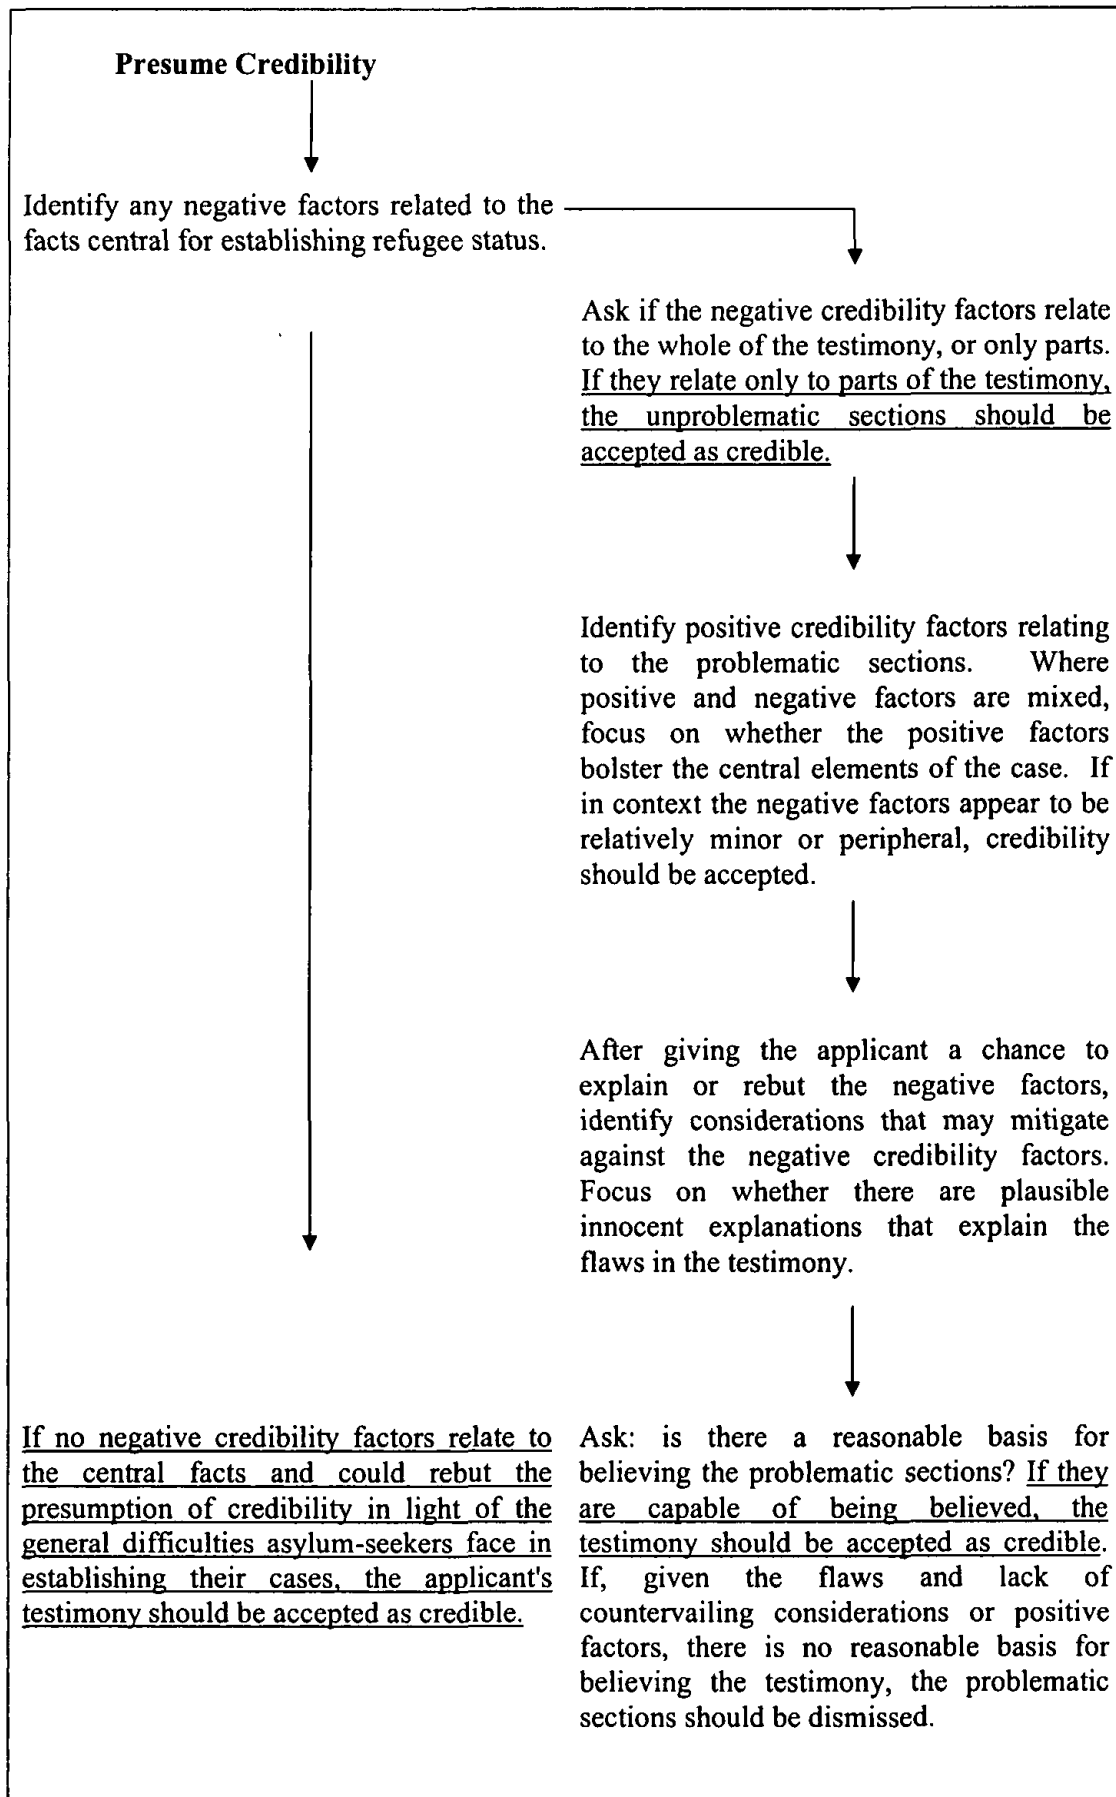 Presume Credibility
Identify any negative factors related to the
facts central for establishing refugee status.
Ask if the negative credibility factors relate
to the whole of the testimony, or only parts.
If they relate only to parts of the testimony,
the unproblematic sections should be
accepted as credible.
Identify positive credibility factors relating
to the problematic sections. Where
positive and negative factors are mixed,
focus on whether the positive factors
bolster the central elements of the case. If
in context the negative factors appear to be
relatively minor or peripheral, credibility
should be accepted.
After giving the applicant a chance to
explain or rebut the negative factors,
identify considerations that may mitigate
against the negative credibility factors.
Focus on whether there are plausible
innocent explanations that explain the
flaws in the testimony.
If no negative credibility factors relate to
the central facts and could rebut the
presumption of credibility in light of the
general difficulties asylum-seekers face in
establishing their cases, the applicant's
testimony should be accepted as credible.
Ask: is there a reasonable basis for
believing the problematic sections? If they
are capable of being believed, the
testimony should be accepted as credible.
If, given the flaws and lack of
countervailing considerations or positive
factors, there is no reasonable basis for
believing the testimony, the problematic
sections should be dismissed.